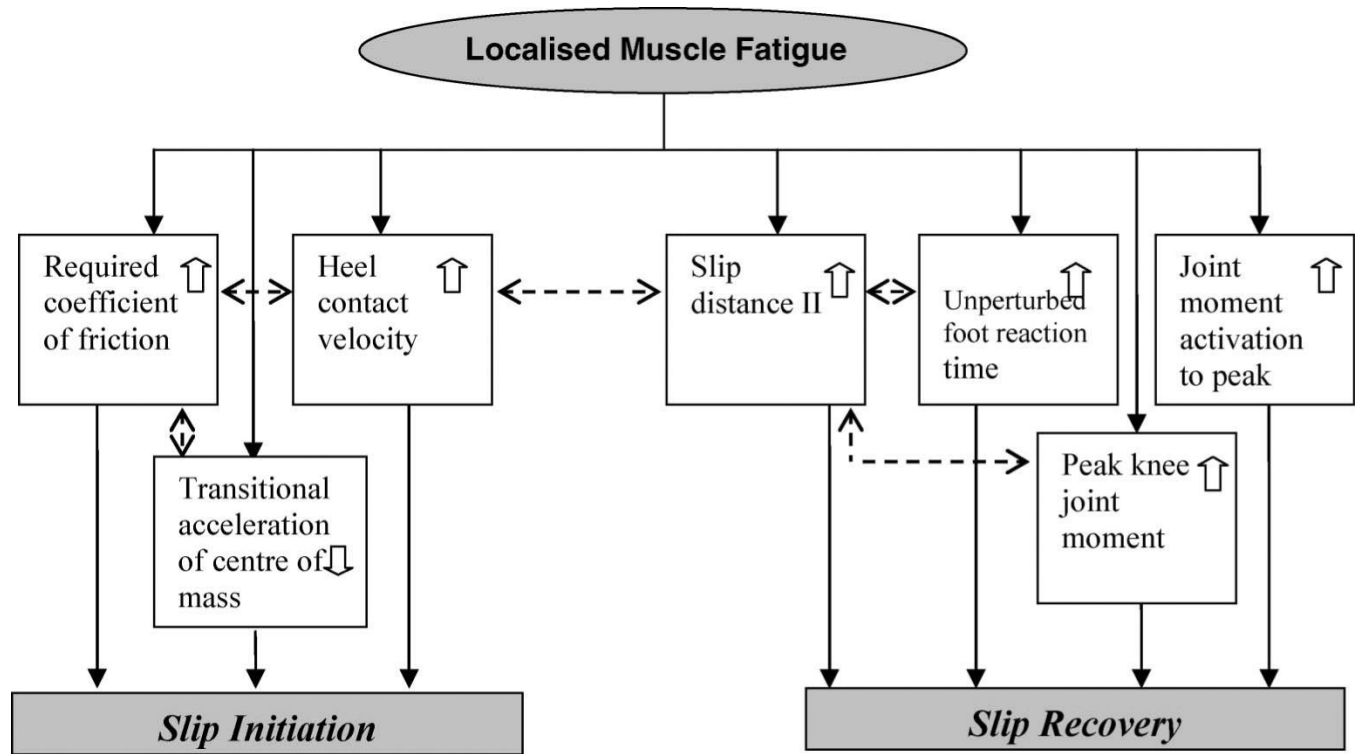 Localised Muscle Fatigue
Required
coefficient
of friction
Heel
contact
velocity
Slip
distance II
Unperturbed
foot reaction
time
Joint
moment
activation
to peak
Transitional
acceleration
of centre of
mass
Peak knee
joint
moment
Slip Initiation
Slip Recovery